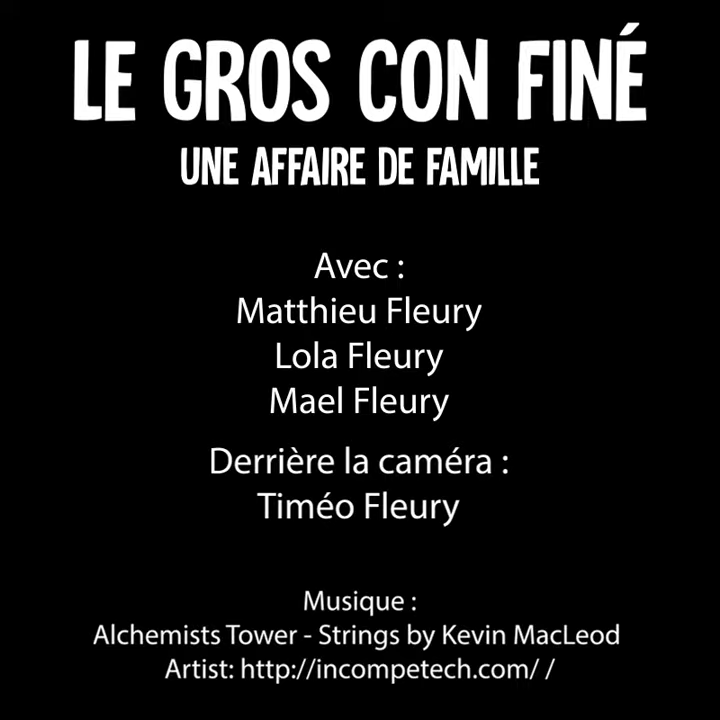 LE GROS CON FINÉ
UNE AFFAIRE DE FAMILLE
Avec :
Matthieu Fleury
Lola Fleury
Mael Fleury
Derrière la caméra :
Timéo Fleury
Musique :
Alchemists Tower - Strings by Kevin MacLeod
Artist: http://incompetech.com/ /